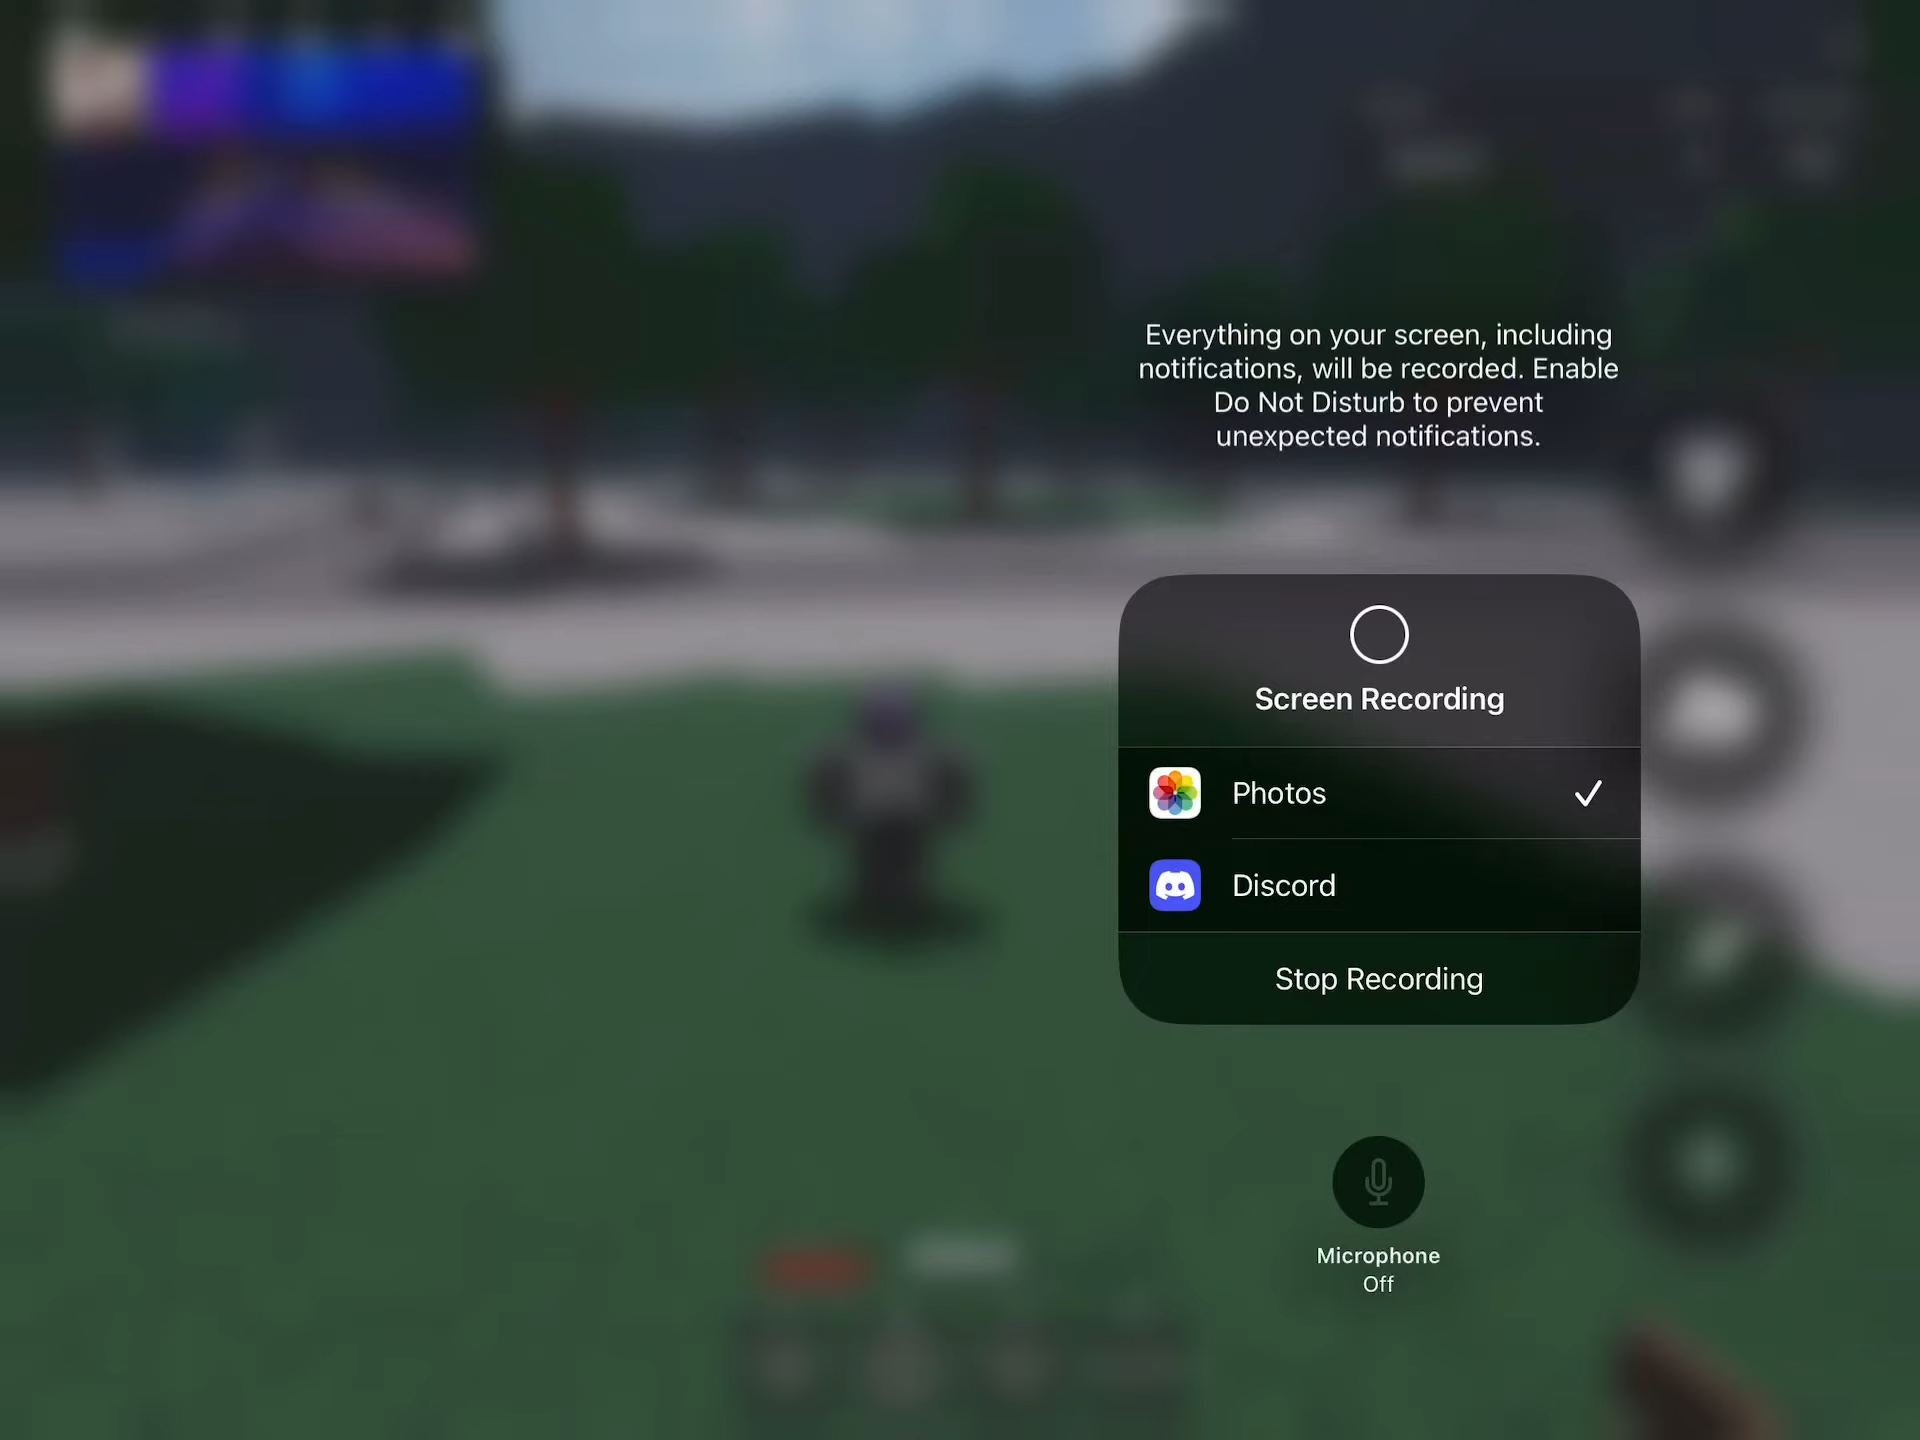 Everything on your screen, including
notifications, will be recorded. Enable
Do Not Disturb to prevent
unexpected notifications.
Screen Recording
Photos
Discord
Stop Recording
Microphone
Off